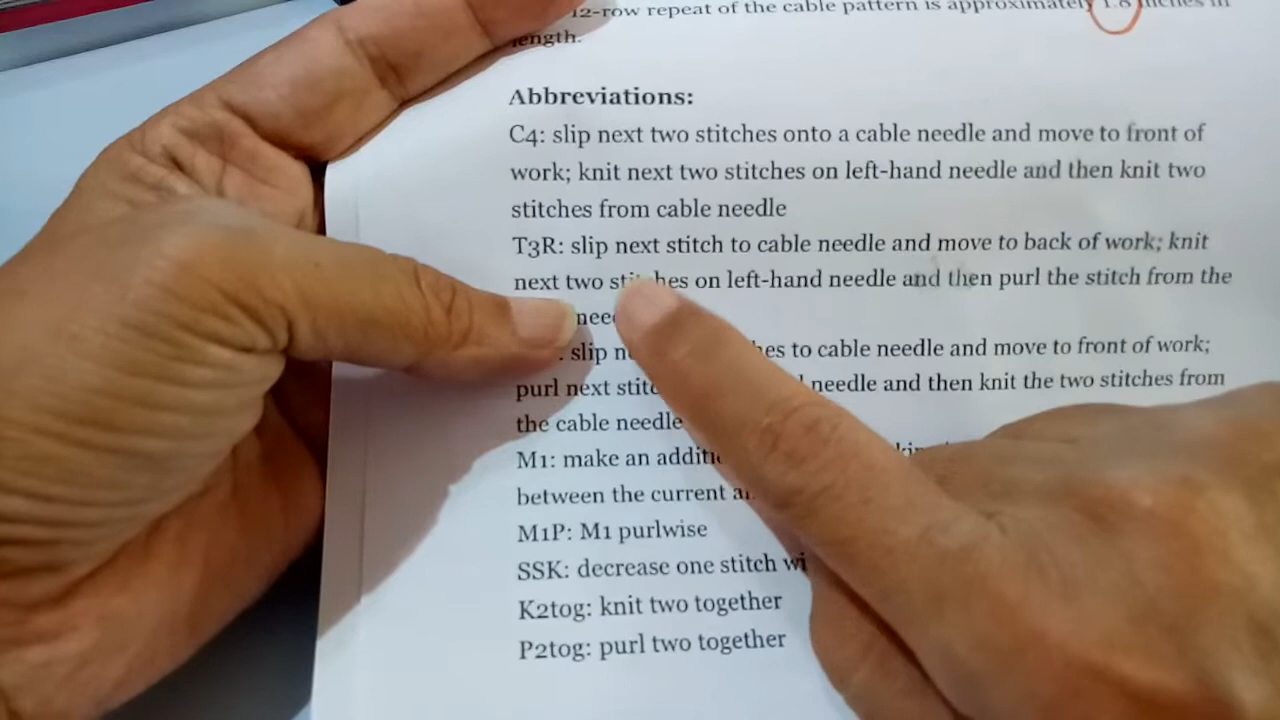 12-row repeat of the cable pattern is approximately 1.8 inches in
length.
Abbreviations:
C4: slip next two stitches onto a cable needle and move to front of
work; knit next two stitches on left-hand needle and then knit two
stitches from cable needle
T3R: slip next stitch to cable needle and move to back of work; knit
next two stitches on left-hand needle and then purl the stitch from the
slip to cable needle and move to front of work;
purl next needle and then knit the two stitches from
the cable needle
M1: make an
between the current
M1P: M1 purlwise
SSK: decrease one stitch
K2tog: knit two together
P2tog: purl two together